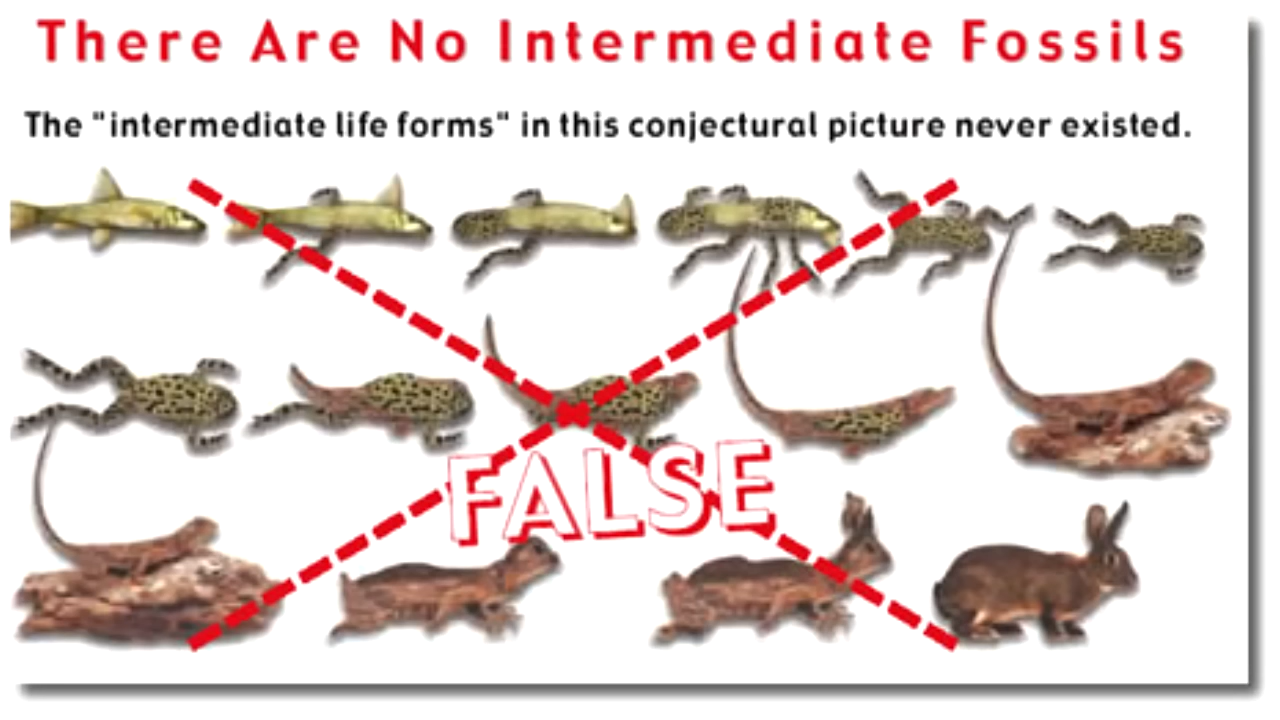 There Are No Intermediate Fossils
The "intermediate life forms" in this conjectural picture never existed.
FALSE